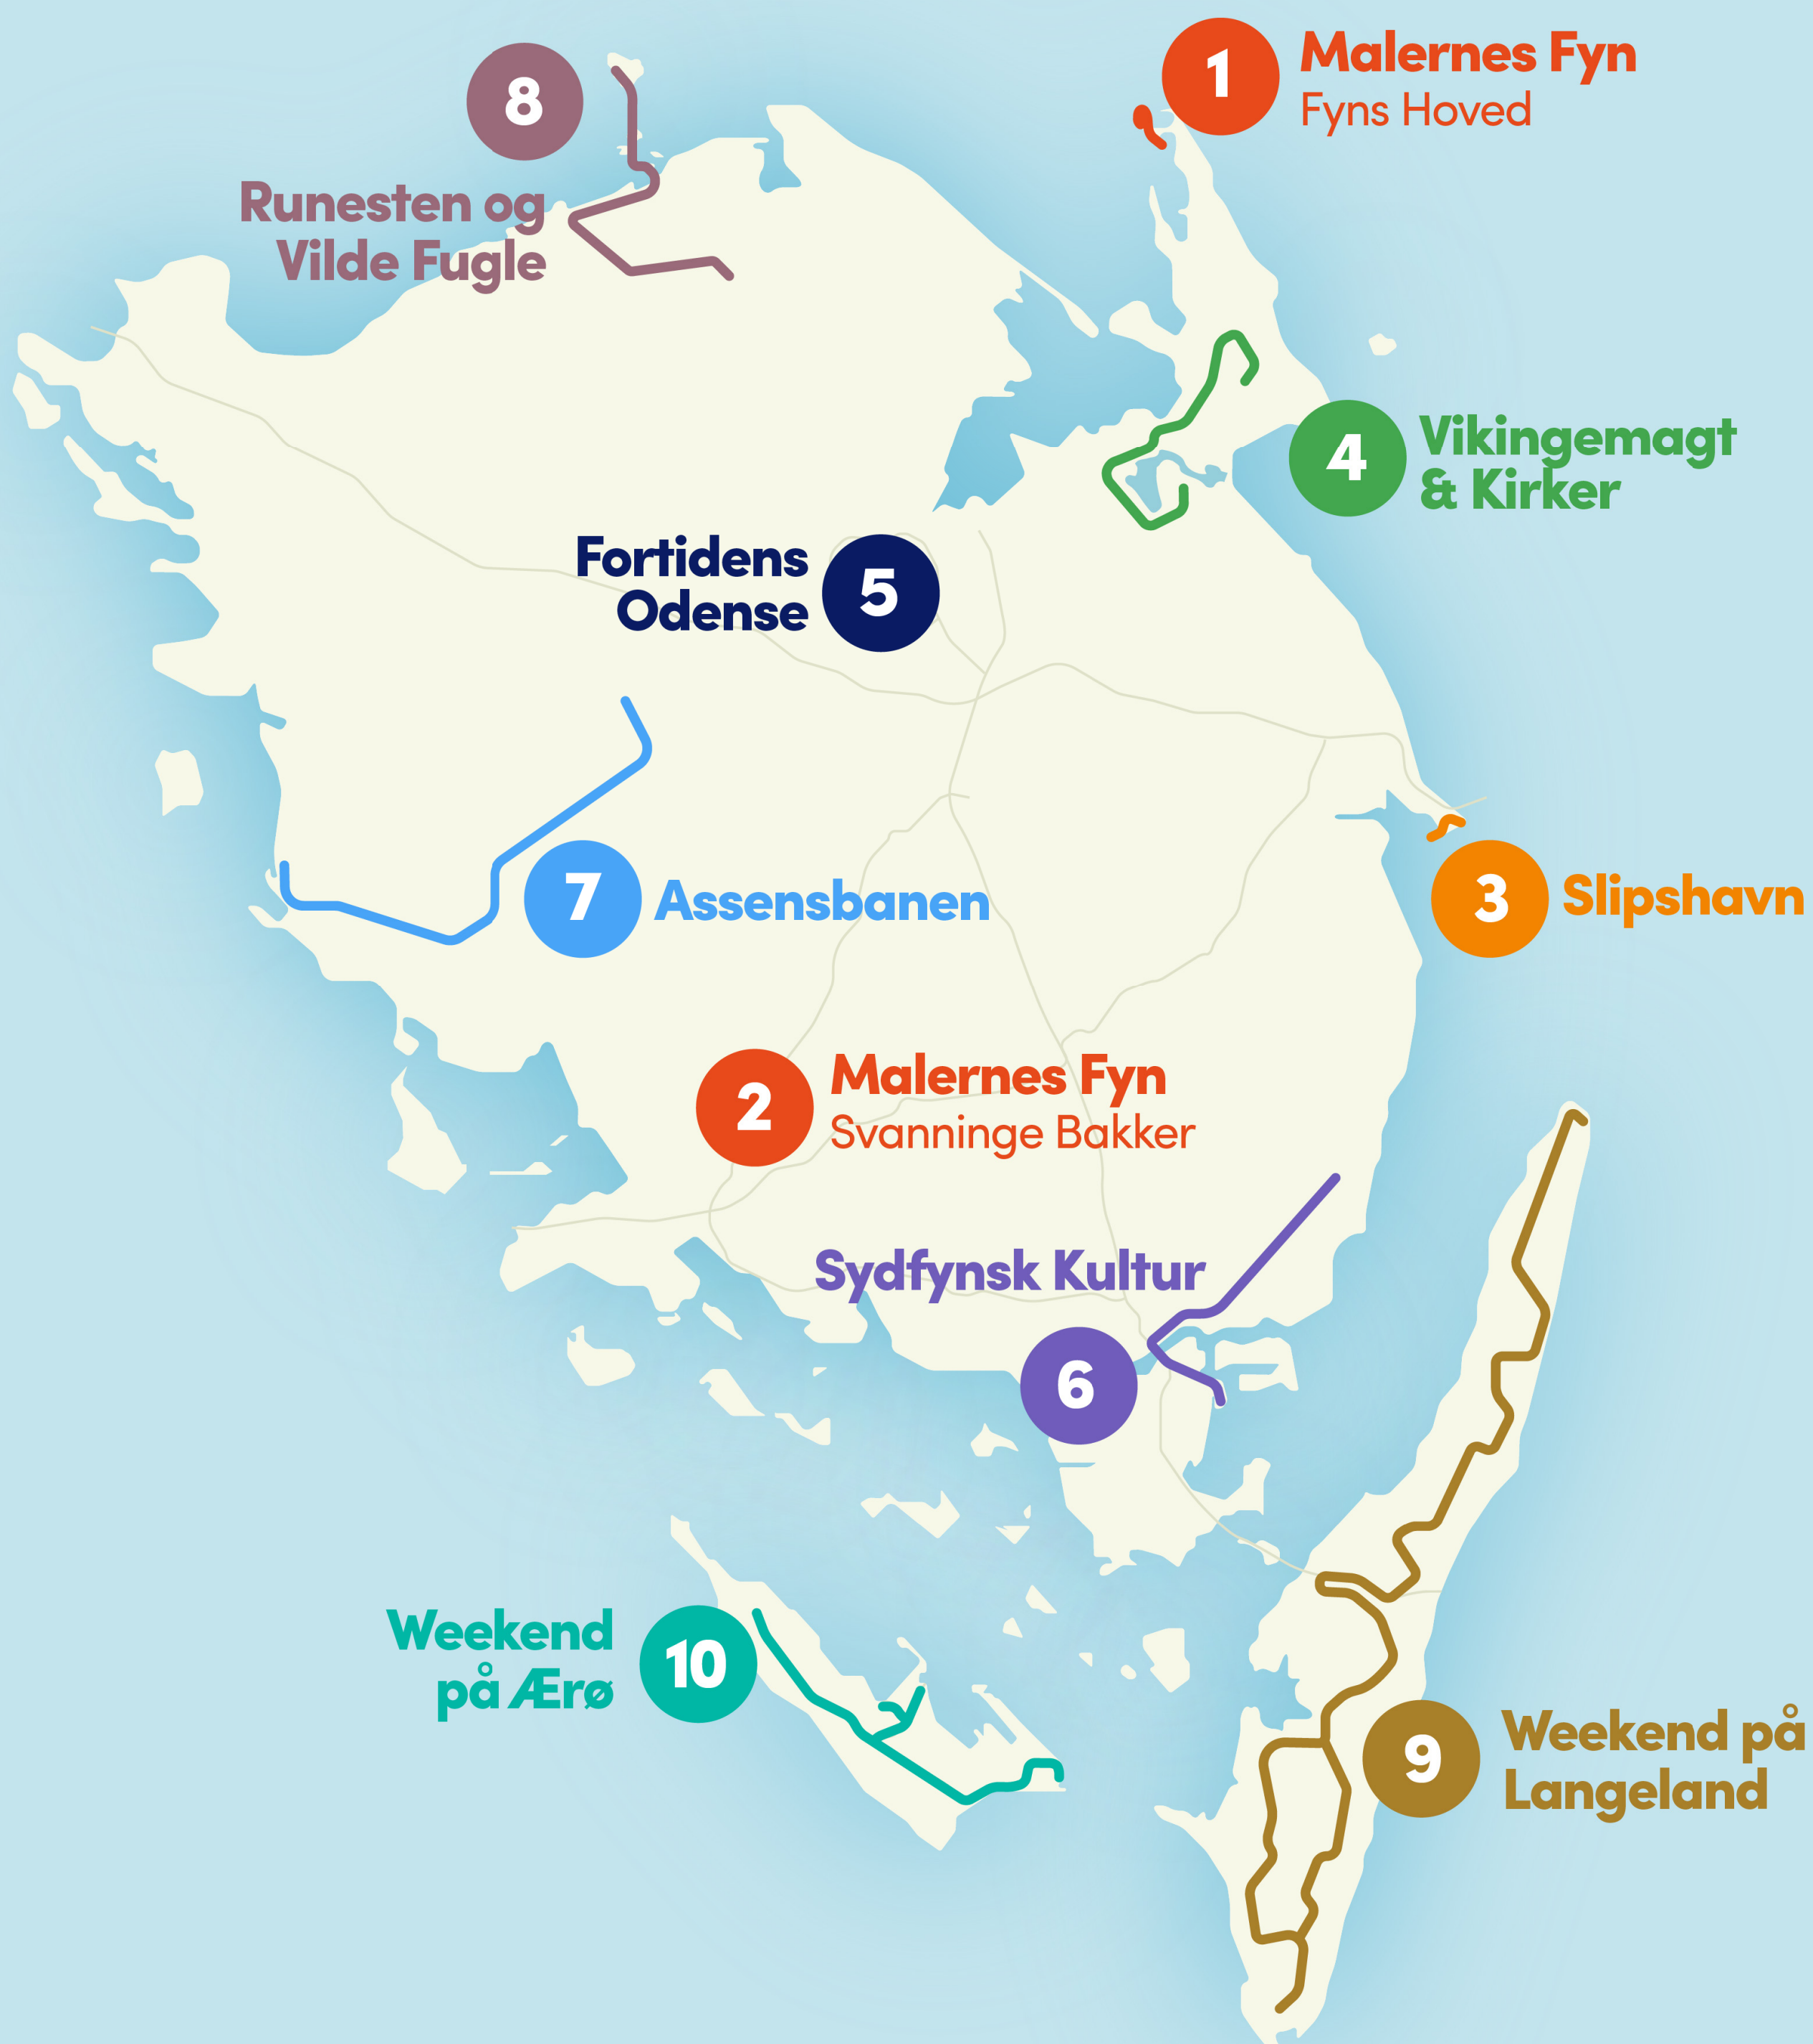 1
Malernes Fyn
Fyns Hoved
8
Runesten og
Vilde Fugle
4
Vikingemagt
& Kirker
Fortidens
Odense
5
7
Assensbanen
3
Slipshavn
2
Malernes Fyn
Svanninge Bakker
Sydfynsk Kultur
6
Weekend
på Ærø
10
9
Weekend på
Langeland